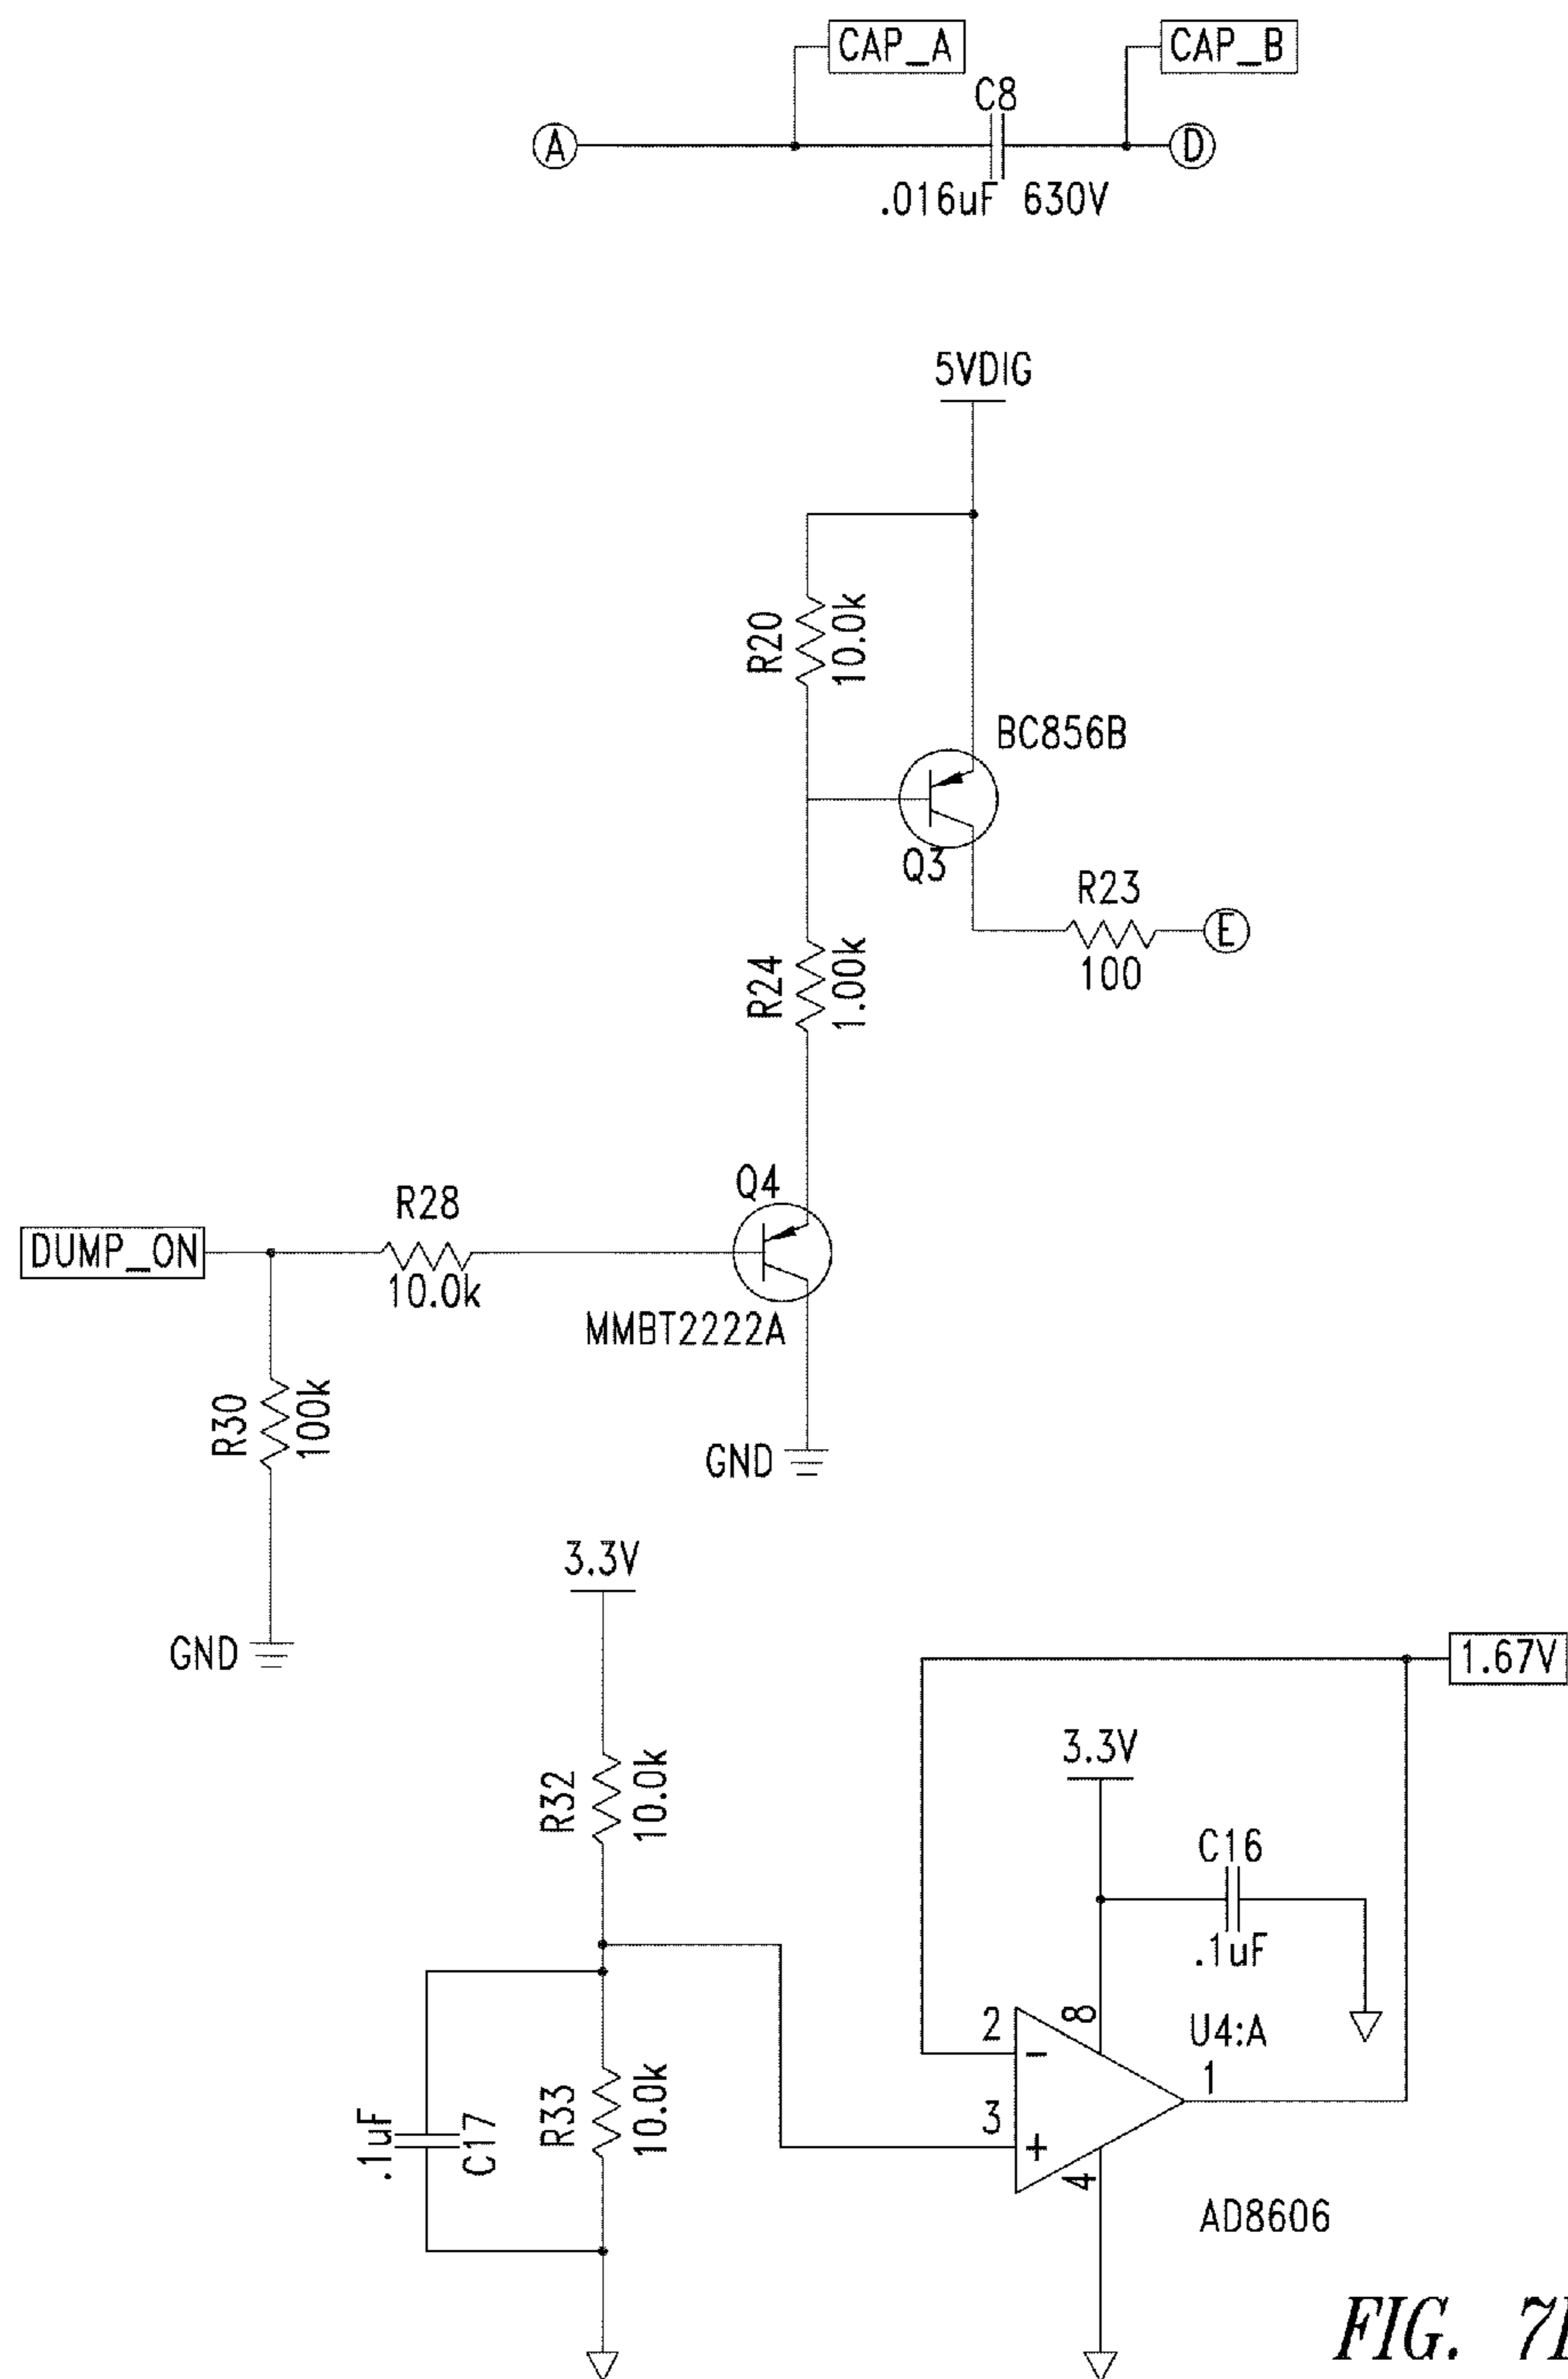 CAP_A
CAP_B
C8
A
D
.016uF 630V
5VDIG
R20
10.0k
BC856B
Q3
R23
E
100
R24
1.00k
Q4
R28
DUMP_ON
10.0k
MMBT2222A
R30
100k
GND
3.3V
GND
1.67V
3.3V
R32
10.0k
C16
.1uF
2
8
U4:A
1
-
3
+
4
R33
10.0k
.1uF
C17
AD8606
FIG.